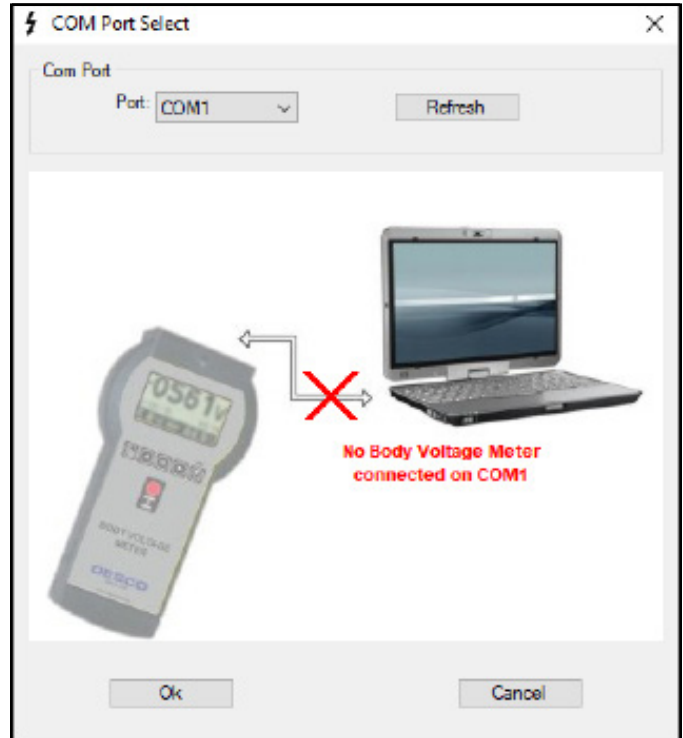 COM Port Select
Com Port
Port: COM1
Refresh
0561v
No Body Voltage Meter
connected on COM1
BODY VOLTAGE
METER
DESCO
Ok
Cancel